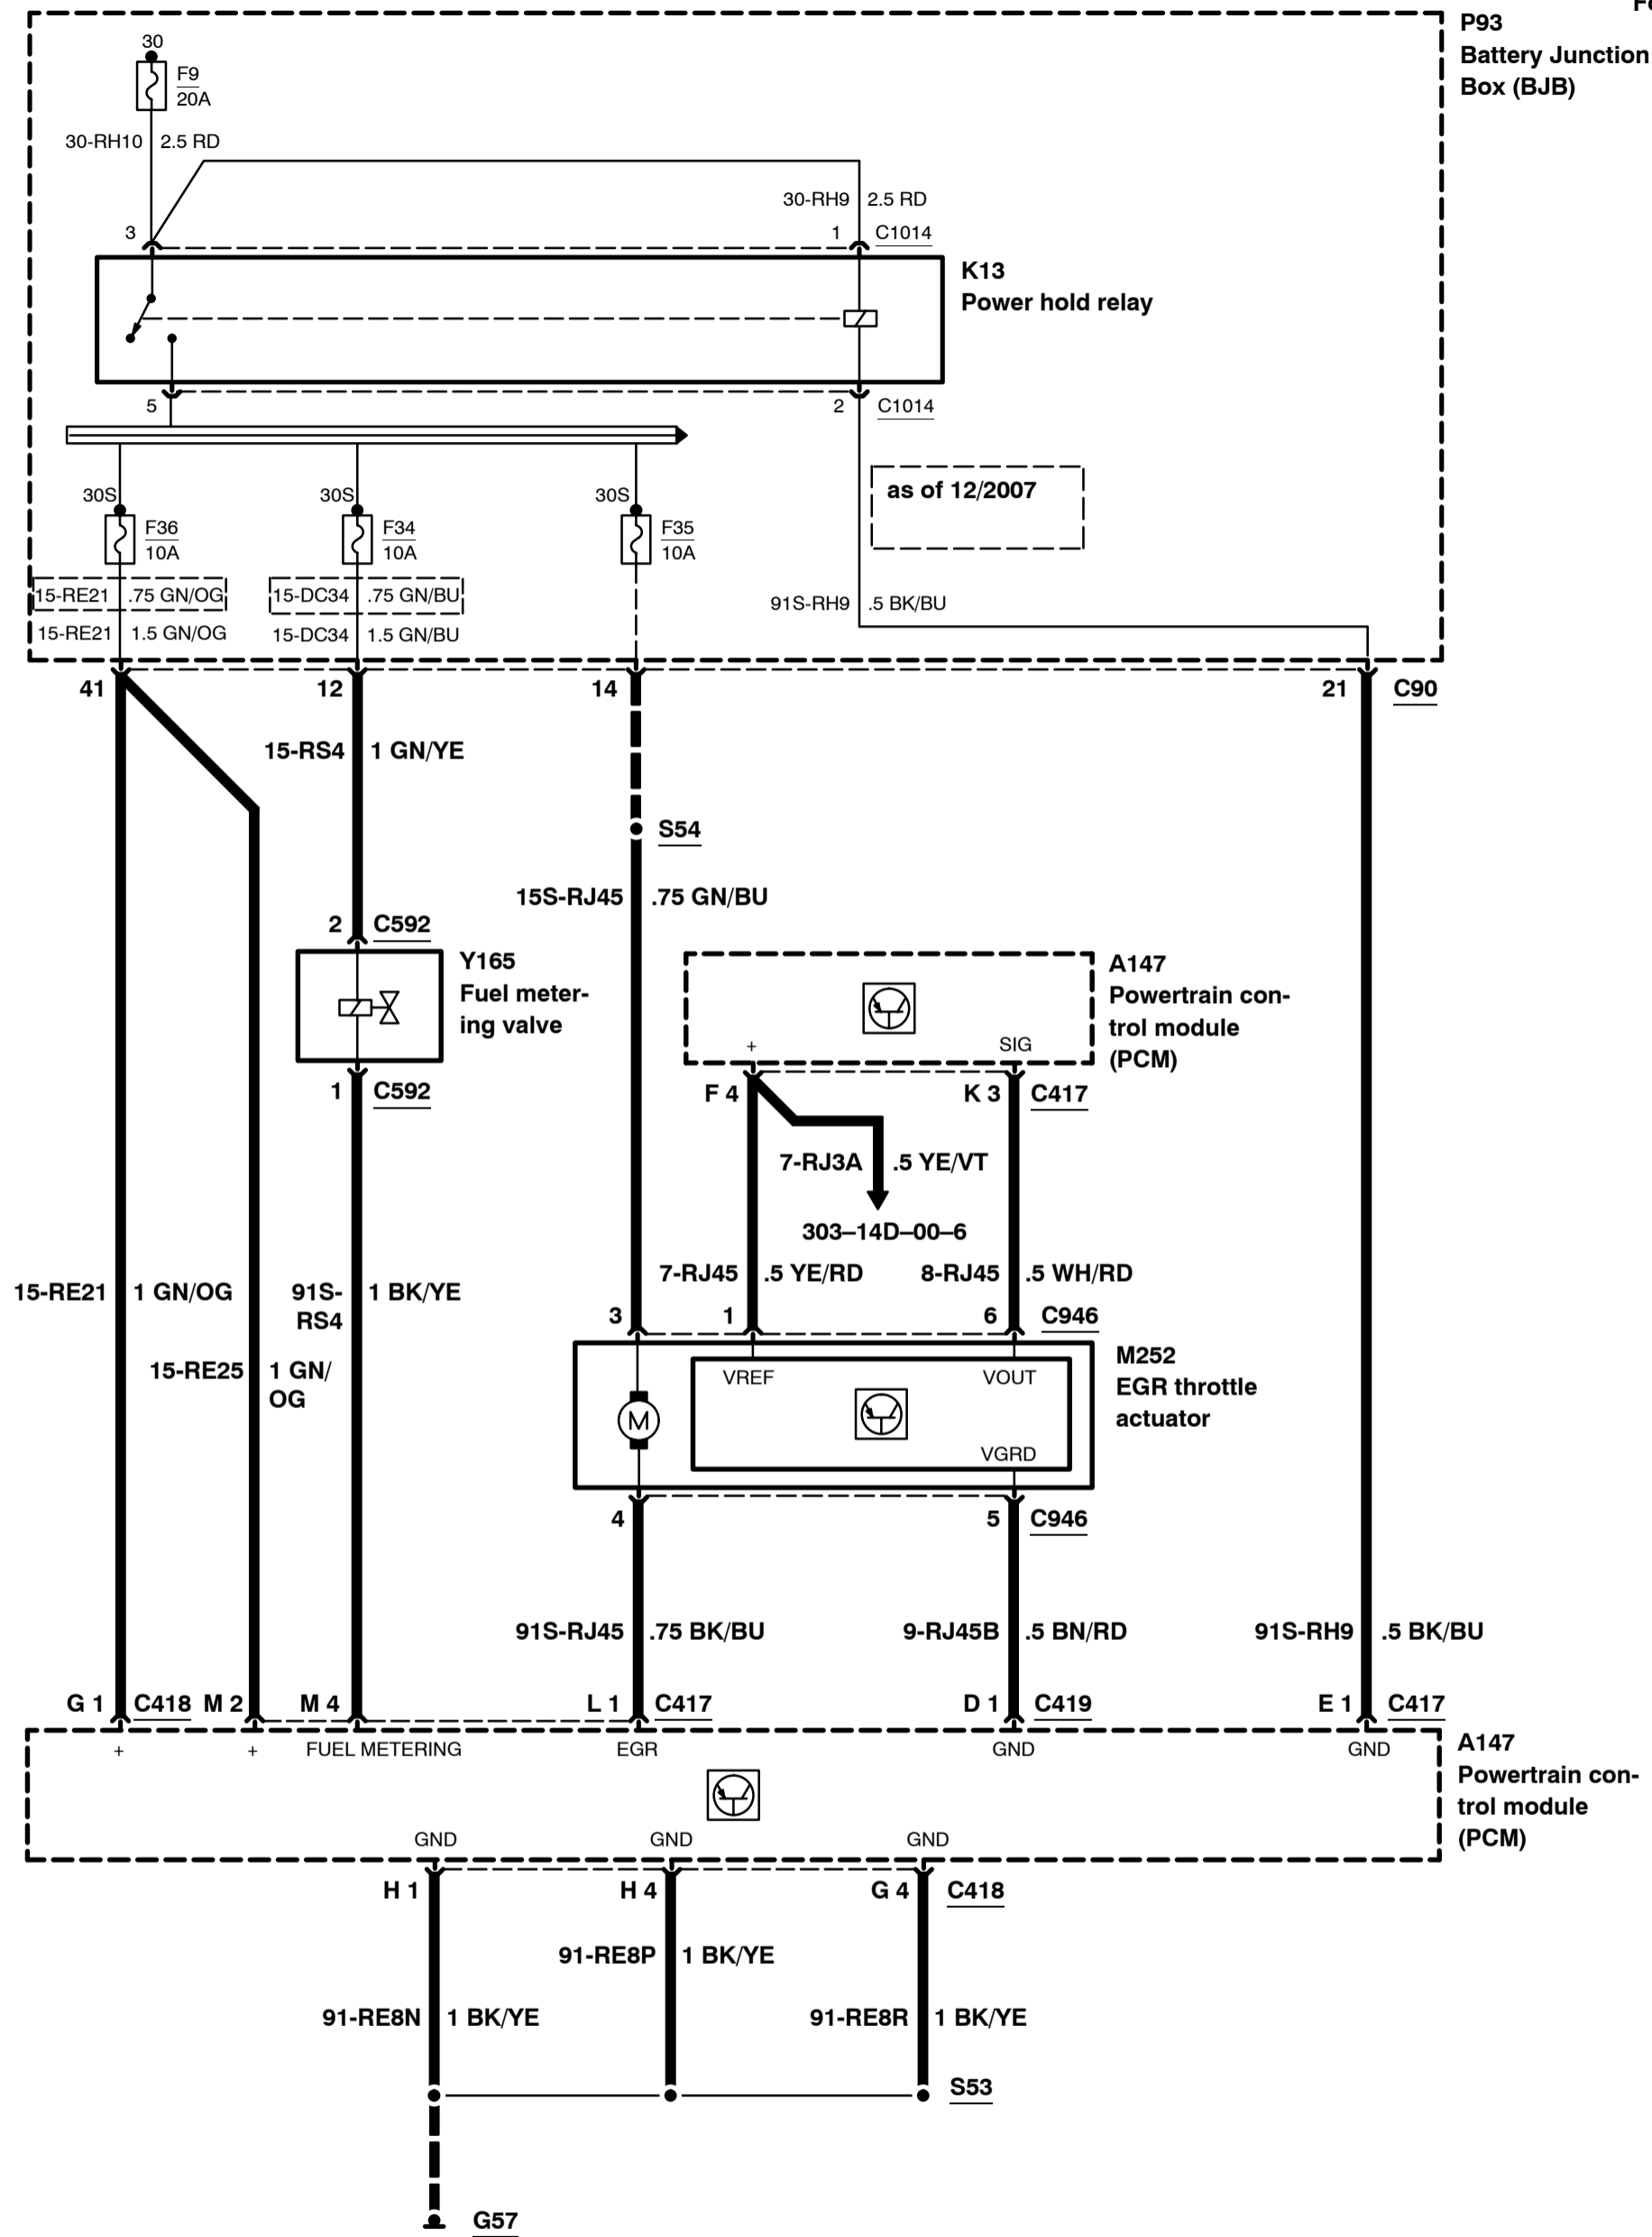 P93
Battery Junction
Box (BJB)
30
F9
20A
30-RH10 2.5 RD
30-RH9 2.5 RD
3 1 C1014
K13
Power hold relay
5 2 C1014
as of 12/2007
30S 30S 30S
F36 F34 F35
10A 10A 10A
15-RE21 .75 GN/OG 15-DC34 .75 GN/BU 91S-RH9 .5 BK/BU
15-RE21 1.5 GN/OG 15-DC34 1.5 GN/BU
41 12 14 21 C90
15-RS4 1 GN/YE
S54
15S-RJ45 .75 GN/BU
2 C592
Y165
Fuel meter-
ing valve
A147
Powertrain con-
trol module
(PCM)
+ SIG
1 C592
F 4 K 3 C417
7-RJ3A .5 YE/VT
303–14D–00–6
7-RJ45 .5 YE/RD 8-RJ45 .5 WH/RD
15-RE21 1 GN/OG 91S-
RS4 1 BK/YE
3 1 6 C946
15-RE25 1 GN/
OG
M252
EGR throttle
actuator
VREF VOUT
M
VGRD
4 5 C946
91S-RJ45 .75 BK/BU 9-RJ45B .5 BN/RD 91S-RH9 .5 BK/BU
G 1 C418 M 2 M 4 L 1 C417 D 1 C419 E 1 C417
+ + FUEL METERING EGR GND GND
A147
Powertrain con-
trol module
(PCM)
GND GND GND
H 1 H 4 G 4 C418
91-RE8P 1 BK/YE
91-RE8N 1 BK/YE 91-RE8R 1 BK/YE
S53
G57